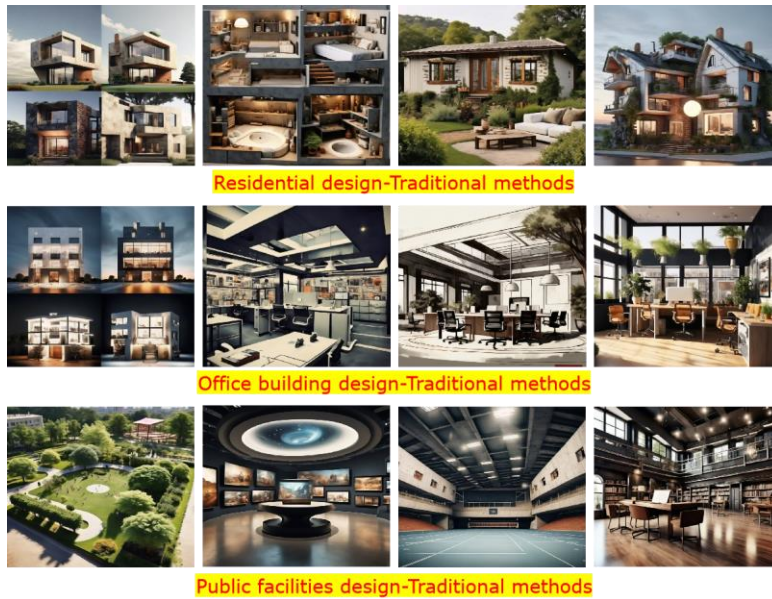 Residential design-Traditional methods
Office building design-Traditional methods
Public facilities design-Traditional methods